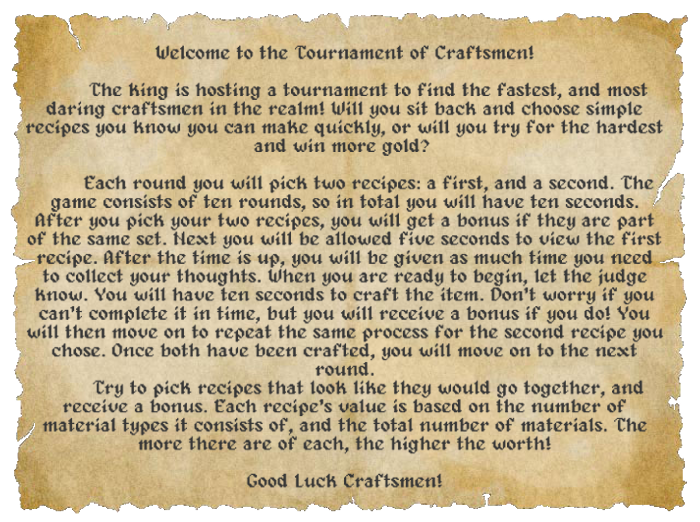 Welcome to the Tournament of Craftsmen!
The King is hosting a tournament to find the fastest, and most
daring craftsmen in the realm! Will you sit back and choose simple
recipes you know you can make quickly, or will you try for the hardest
and win more gold?
Each round you will pick two recipes: a first, and a second. The
game consists of ten rounds, so in total you will have ten seconds.
After you pick your two recipes, you will get a bonus if they are part
of the same set. Next you will be allowed five seconds to view the first
recipe. After the time is up, you will be given as much time you need
to collect your thoughts. When you are ready to begin, let the judge
know. You will have ten seconds to craft the item. Don't worry if you
can't complete it in time, but you will receive a bonus if you do! You
will then move on to repeat the same process for the second recipe you
chose. Once both have been crafted, you will move on to the next
round.
Try to pick recipes that look like they would go together, and
receive a bonus. Each recipe's value is based on the number of
material types it consists of, and the total number of materials. The
more there are of each, the higher the worth!
Good Luck Craftsmen!